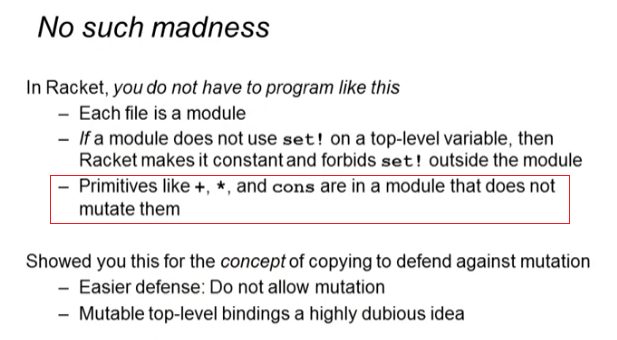 No such madness
In Racket, you do not have to program like this
– Each file is a module
– If a module does not use set! on a top-level variable, then
Racket makes it constant and forbids set! outside the module
– Primitives like +, *, and cons are in a module that does not
mutate them
Showed you this for the concept of copying to defend against mutation
– Easier defense: Do not allow mutation
– Mutable top-level bindings a highly dubious idea